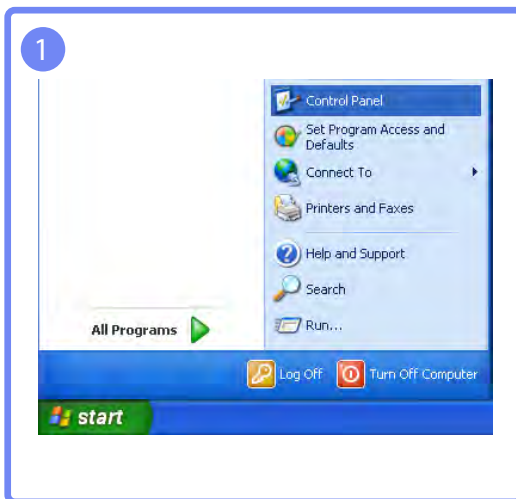 1
Control Panel
Set Program Access and
Defaults
Connect To
Printers and Faxes
Help and Support
Search
Run...
All Programs
Log Off
Turn Off Computer
start